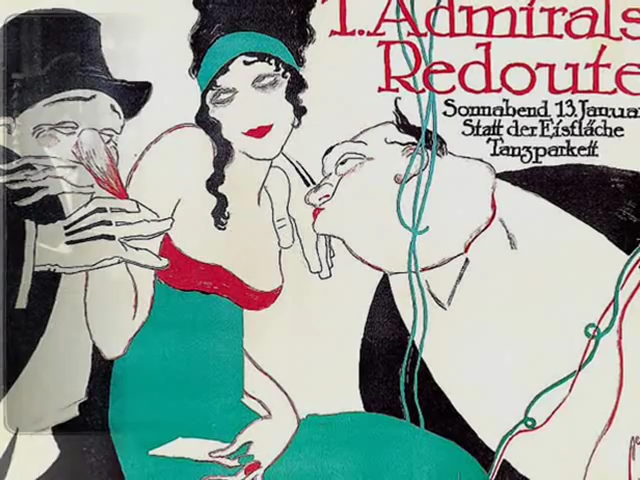 1. Admirals
Redoute
Sonnabend 13. Januar
Statt der Eisfläche
Tanzparkett